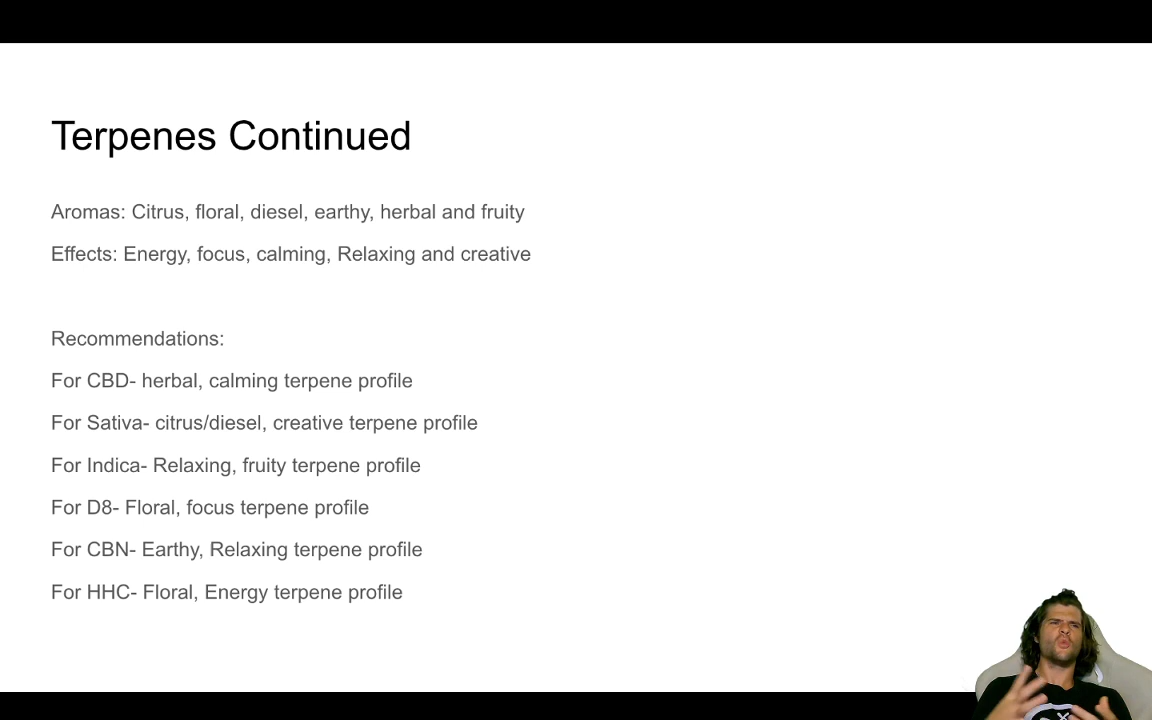 Terpenes Continued
Aromas: Citrus, floral, diesel, earthy, herbal and fruity
Effects: Energy, focus, calming, Relaxing and creative
Recommendations:
For CBD- herbal, calming terpene profile
For Sativa- citrus/diesel, creative terpene profile
For Indica- Relaxing, fruity terpene profile
For D8- Floral, focus terpene profile
For CBN- Earthy, Relaxing terpene profile
For HHC- Floral, Energy terpene profile